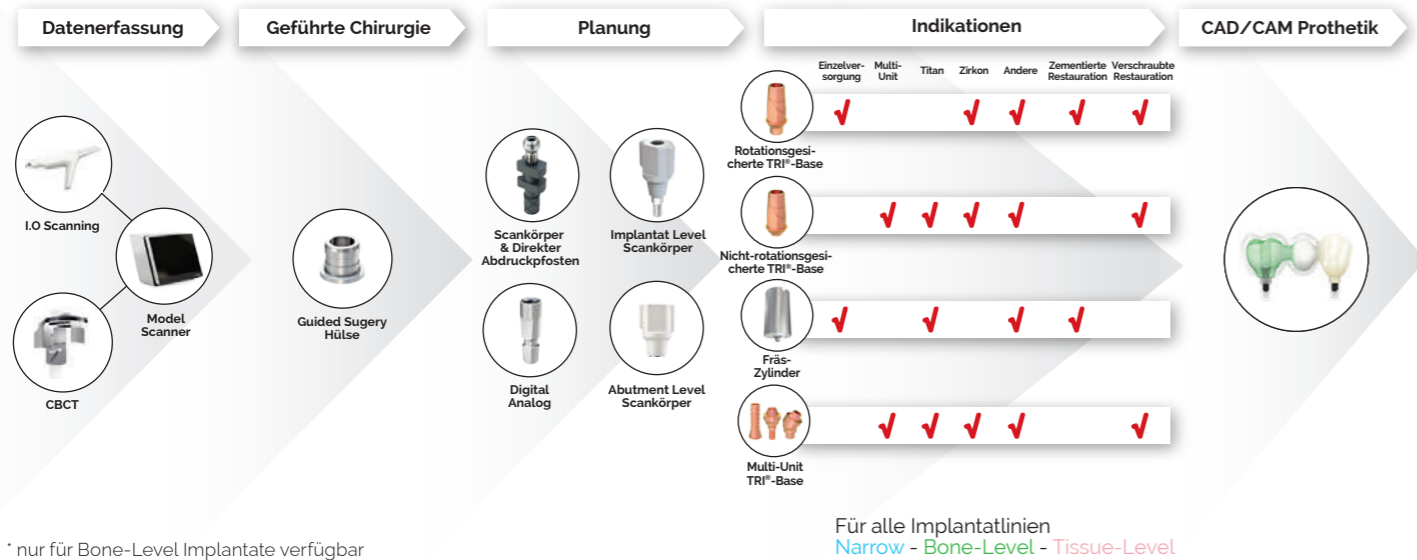 Datenerfassung
Geführte Chirurgie
Planung
Indikationen
CAD/CAM Prothetik
I.O Scanning
CBCT
Model
Scanner
Guided Sugery
Hülse
Scankörper
& Direkter
Abdruckpfosten
Implantat Level
Scankörper
Digital
Analog
Abutment Level
Scankörper
Einzelver-
sorgung
Multi-
Unit
Titan
Zirkon
Andere
Zementierte
Restauration
Verschraubte
Restauration
Rotationsgesi-
cherte TRI®-Base
Nicht-rotationsgesi-
cherte TRI®-Base
Fräs-
Zylinder
Multi-Unit
TRI®-Base
* nur für Bone-Level Implantate verfügbar
Für alle Implantatlinien
Narrow - Bone-Level - Tissue-Level